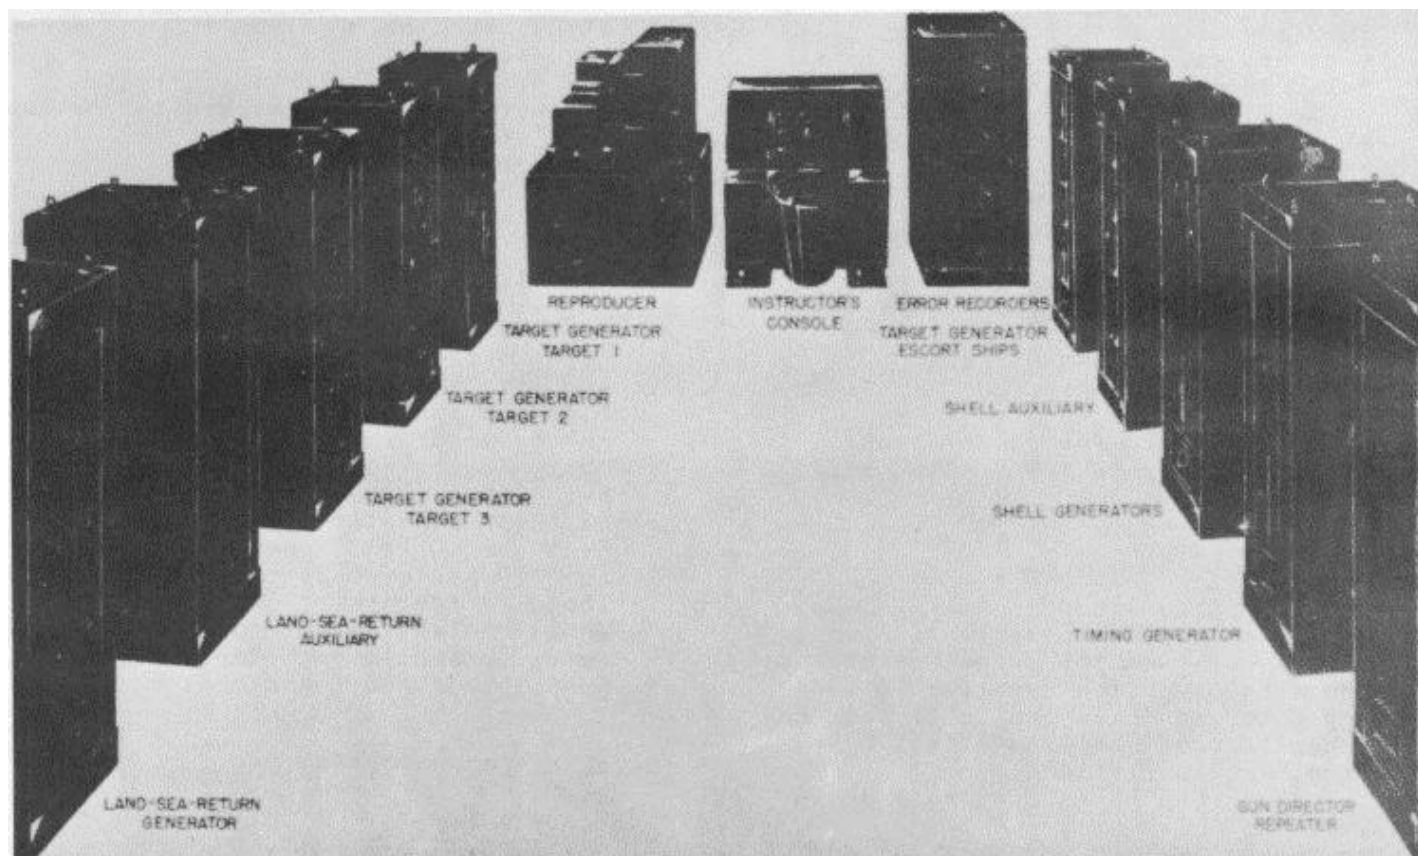 REPRODUCER
INSTRUCTOR'S
CONSOLE
ERROR RECORDERS
TARGET GENERATOR
TARGET 1
TARGET GENERATOR
ESCORT SHIPS
TARGET GENERATOR
TARGET 2
SHELL AUXILIARY
TARGET GENERATOR
TARGET 3
SHELL GENERATORS
LAND-SEA-RETURN
AUXILIARY
TIMING GENERATOR
LAND-SEA-RETURN
GENERATOR
GUN DIRECTOR
REPEATER